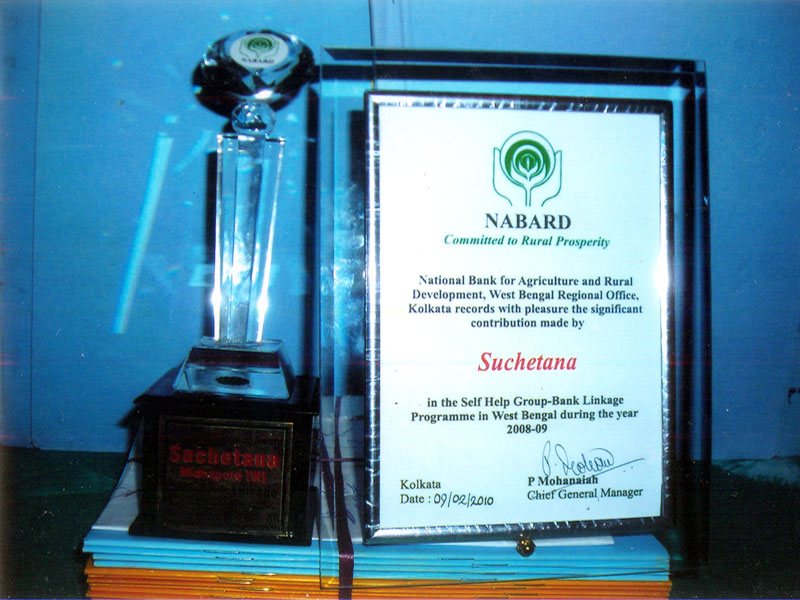 NABARD
Suchetana
NABARD
Committed to Rural Prosperity
National Bank for Agriculture and Rural
Development, West Bengal Regional Office,
Kolkata records with pleasure the significant
contribution made by
Suchetana
in the Self Help Group-Bank Linkage
Programme in West Bengal during the year
2008-09
P. Mohanaiah
P Mohanaiah
Kolkata
Chief General Manager
Date : 09/02/2010